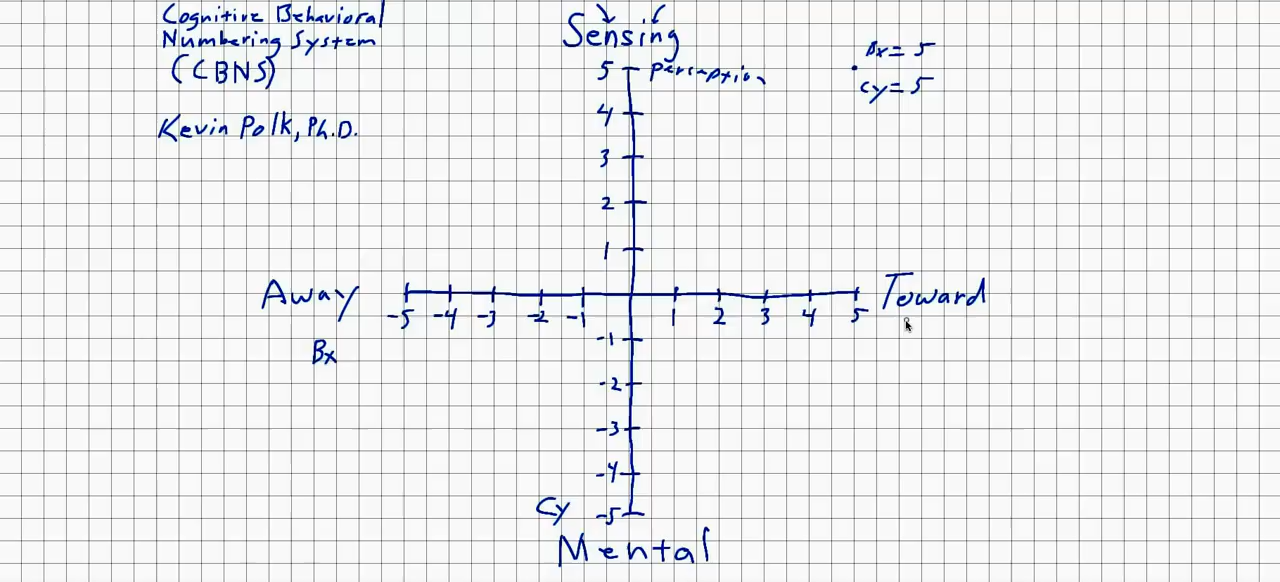 Cognitive Behavioral
Numbering System
(CBNS)
Kevin Polk, Ph.D.
Sensing
perception
5
4
3
2
1
Bx = 5
Cy = 5
Away
-5 -4 -3 -2 -1 1 2 3 4 5
Toward
Bx
-1
-2
-3
-4
-5
Cy
Mental